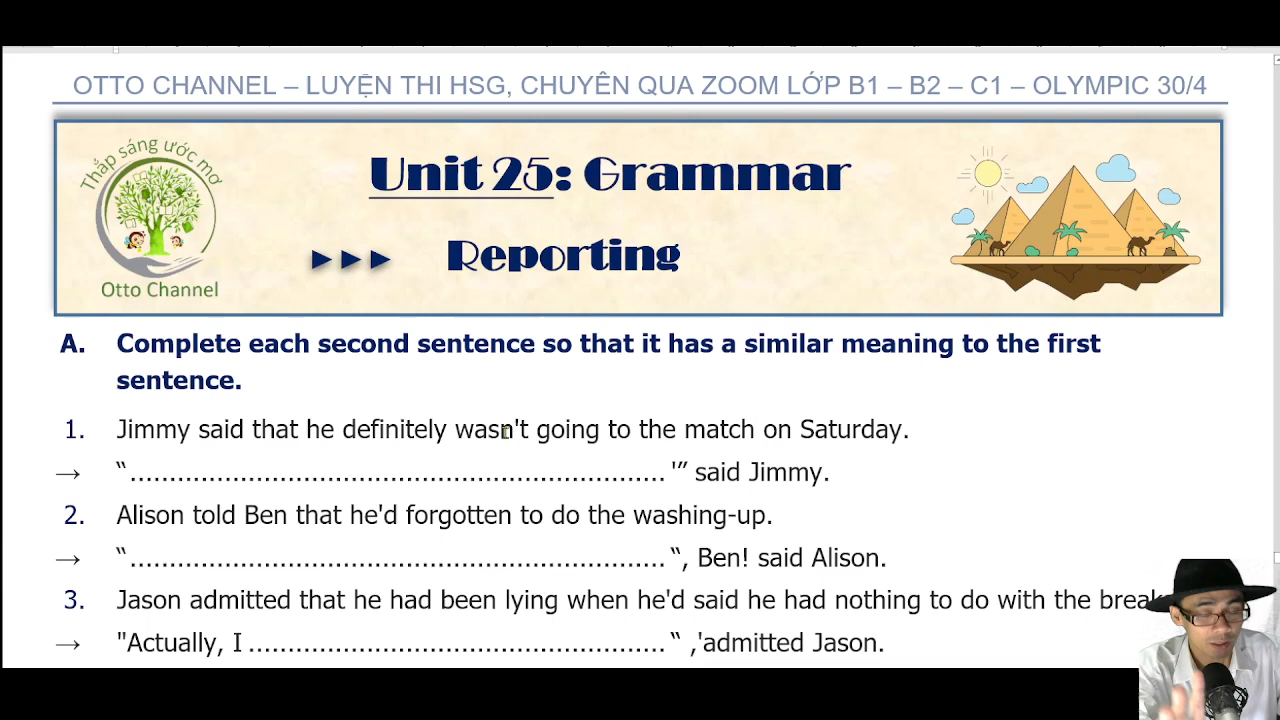 OTTO CHANNEL – LUYỆN THI HSG, CHUYÊN QUA ZOOM LỚP B1 – B2 – C1 – OLYMPIC 30/4
Thắp sáng ước mơ
Otto Channel
Unit 25: Grammar
►►► Reporting
A. Complete each second sentence so that it has a similar meaning to the first
sentence.
1. Jimmy said that he definitely wasn't going to the match on Saturday.
→ “.................................................................'” said Jimmy.
2. Alison told Ben that he'd forgotten to do the washing-up.
→ “.................................................................“, Ben! said Alison.
3. Jason admitted that he had been lying when he'd said he had nothing to do with the
→ "Actually, I ...................................................“ ,'admitted Jason.